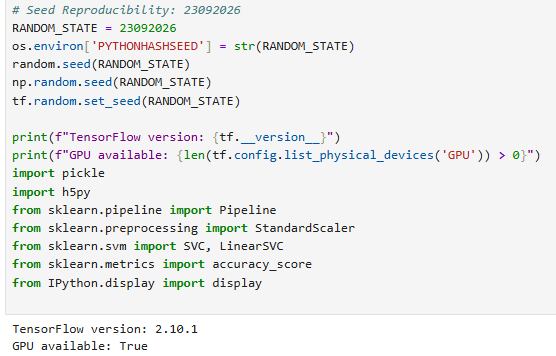 # Seed Reproducibility: 23092026
RANDOM_STATE = 23092026
os.environ['PYTHONHASHSEED'] = str(RANDOM_STATE)
random.seed(RANDOM_STATE)
np.random.seed(RANDOM_STATE)
tf.random.set_seed(RANDOM_STATE)
print(f"TensorFlow version: {tf.__version__}")
print(f"GPU available: {len(tf.config.list_physical_devices('GPU')) > 0}")
import pickle
import h5py
from sklearn.pipeline import Pipeline
from sklearn.preprocessing import StandardScaler
from sklearn.svm import SVC, LinearSVC
from sklearn.metrics import accuracy_score
from IPython.display import display
TensorFlow version: 2.10.1
GPU available: True